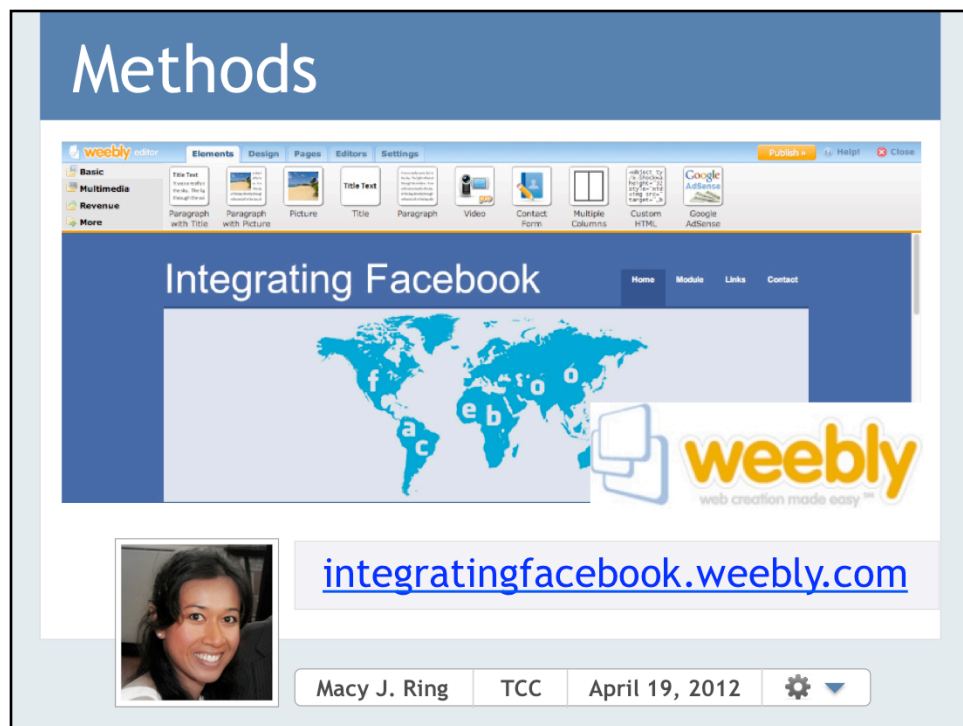 Methods
weebly editor Elements Design Pages Editors Settings Publish » Help! Close
Basic
Multimedia
Revenue
More
Title Text
Title Text
Google
AdSense
Paragraph with Title
Paragraph with Picture
Picture
Title
Paragraph
Video
Contact Form
Multiple Columns
Custom HTML
Google AdSense
Integrating Facebook
Home Module Links Contact
f
a
c
e b
o
o
weebly
web creation made easy ™
integratingfacebook.weebly.com
Macy J. Ring TCC April 19, 2012